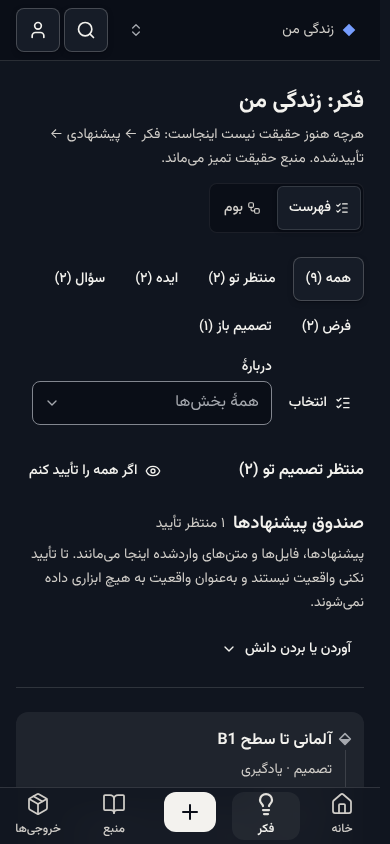 زندگی من
فکر: زندگی من
هرچه هنوز حقیقت نیست اینجاست: فکر ← پیشنهادی ←
تأییدشده. منبع حقیقت تمیز می‌ماند.
فهرست
بوم
همه (۹) منتظر تو (۲) ایده (۲) سؤال (۲)
فرض (۲) تصمیم باز (۱)
دربارهٔ
انتخاب همهٔ بخش‌ها
منتظر تصمیم تو (۲) اگر همه را تأیید کنم
صندوق پیشنهادها ۱ منتظر تأیید
پیشنهادها، فایل‌ها و متن‌های واردشده اینجا می‌مانند. تا تأیید
نکنی واقعیت نیستند و به‌عنوان واقعیت به هیچ ابزاری داده
نمی‌شوند.
آوردن یا بردن دانش
آلمانی تا سطح B1
تصمیم · یادگیری
خانه فکر منبع خروجی‌ها